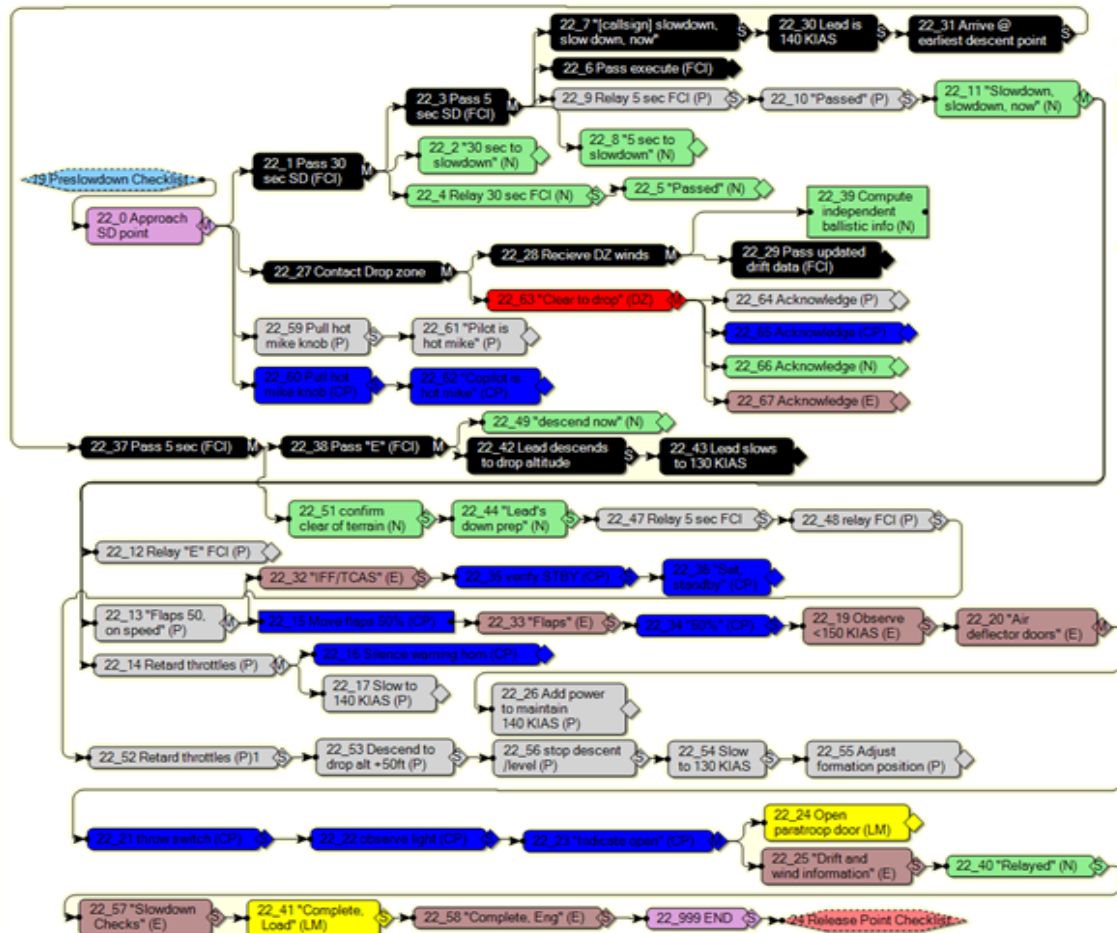 22_7 "[callsign] slowdown,
slow down, now"
S
22_30 Lead is
140 KIAS
S
22_31 Arrive @
earliest descent point
S
22_6 Pass execute (FCI)
22_3 Pass 5
sec SD (FCI)
M
22_9 Relay 5 sec FCI (P)
S
22_10 "Passed" (P)
S
22_11 "Slowdown,
slowdown, now" (N)
M
22_2 "30 sec to
slowdown" (N)
22_8 "5 sec to
slowdown" (N)
22_1 Pass 30
sec SD (FCI)
M
22_4 Relay 30 sec FCI (N)
S
22_5 "Passed" (N)
19 Preslowdown Checklist
22_0 Approach
SD point
M
22_39 Compute
independent
ballistic info (N)
22_27 Contact Drop zone
M
22_28 Recieve DZ winds
M
22_29 Pass updated
drift data (FCI)
22_63 "Clear to drop" (DZ)
M
22_64 Acknowledge (P)
22_65 Acknowledge (CP)
22_66 Acknowledge (N)
22_67 Acknowledge (E)
22_59 Pull hot
mike knob (P)
S
22_61 "Pilot is
hot mike" (P)
22_60 Pull hot
mike knob (CP)
S
22_62 "Copilot is
hot mike" (CP)
22_37 Pass 5 sec (FCI)
M
22_38 Pass "E" (FCI)
M
22_49 "descend now" (N)
22_42 Lead descends
to drop altitude
S
22_43 Lead slows
to 130 KIAS
22_51 confirm
clear of terrain (N)
S
22_44 "Lead's
down prep" (N)
S
22_47 Relay 5 sec FCI
S
22_48 relay FCI (P)
S
22_12 Relay "E" FCI (P)
22_32 "IFF/TCAS" (E)
S
22_35 verify STBY (CP)
S
22_36 "Set,
standby" (CP)
22_13 "Flaps 50,
on speed" (P)
M
22_15 Move flaps 50% (CP)
22_33 "Flaps" (E)
S
22_34 "50%" (CP)
S
22_19 Observe
<150 KIAS (E)
S
22_20 "Air
deflector doors" (E)
M
22_14 Retard throttles (P)
M
22_16 Silence warning horn (CP)
22_17 Slow to
140 KIAS (P)
22_26 Add power
to maintain
140 KIAS (P)
22_52 Retard throttles (P)1
S
22_53 Descend to
drop alt +50ft (P)
S
22_56 stop descent
/level (P)
S
22_54 Slow
to 130 KIAS
S
22_55 Adjust
formation position (P)
22_21 throw switch (CP)
S
22_22 observe light (CP)
S
22_23 "Indicate open" (CP)
M
22_24 Open
paratroop door (LM)
22_25 "Drift and
wind information" (E)
S
22_40 "Relayed" (N)
S
22_57 "Slowdown
Checks" (E)
S
22_41 "Complete,
Load" (LM)
S
22_58 "Complete, Eng" (E)
S
22_999 END
S
24 Release Point Checklist